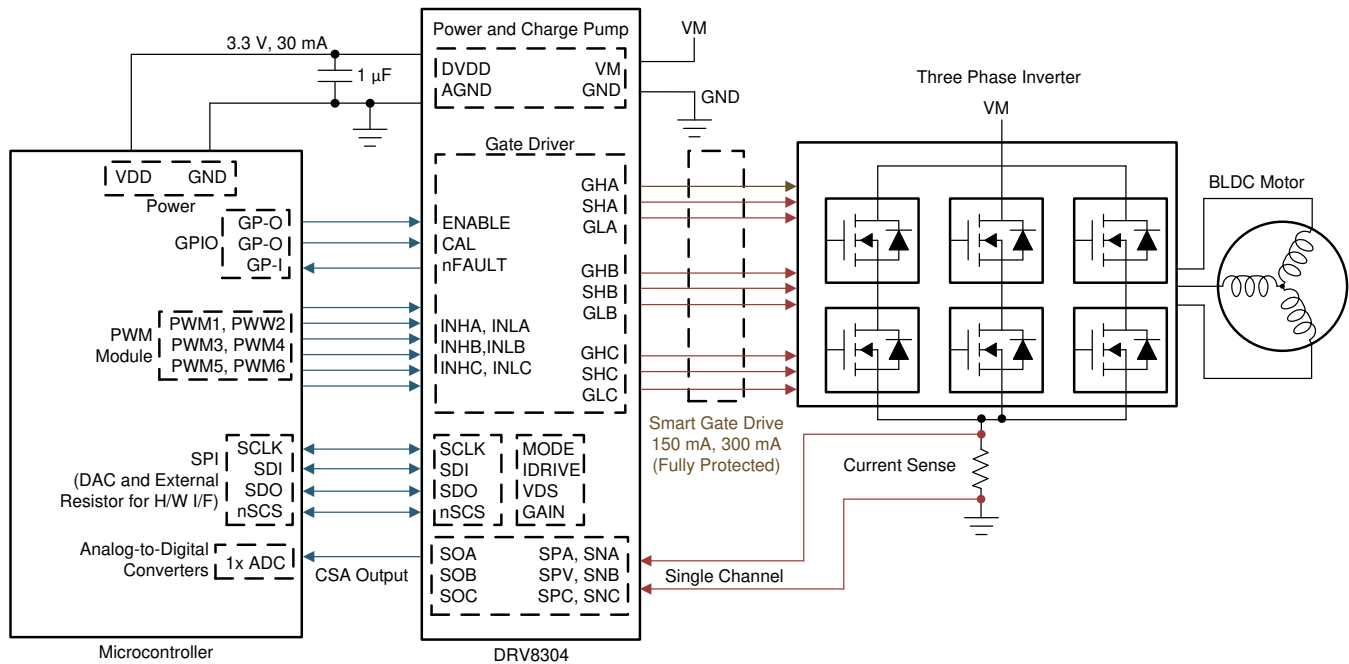 3.3 V, 30 mA
1 µF
Power and Charge Pump
DVDD
AGND
VM
GND
VM
GND
Three Phase Inverter
VM
BLDC Motor
VDD GND
Power
GPIO
GP-O
GP-O
GP-I
Gate Driver
ENABLE
CAL
nFAULT
GHA
SHA
GLA
GHB
SHB
GLB
GHC
SHC
GLC
PWM
Module
PWM1, PWW2
PWM3, PWM4
PWM5, PWM6
INHA, INLA
INHB,INLB
INHC, INLC
Smart Gate Drive
150 mA, 300 mA
(Fully Protected)
Current Sense
SPI
(DAC and External
Resistor for H/W I/F)
SCLK
SDI
SDO
nSCS
SCLK
SDI
SDO
nSCS
MODE
IDRIVE
VDS
GAIN
Analog-to-Digital
Converters
1x ADC
CSA Output
SOA
SOB
SOC
SPA, SNA
SPV, SNB
SPC, SNC
Single Channel
Microcontroller
DRV8304